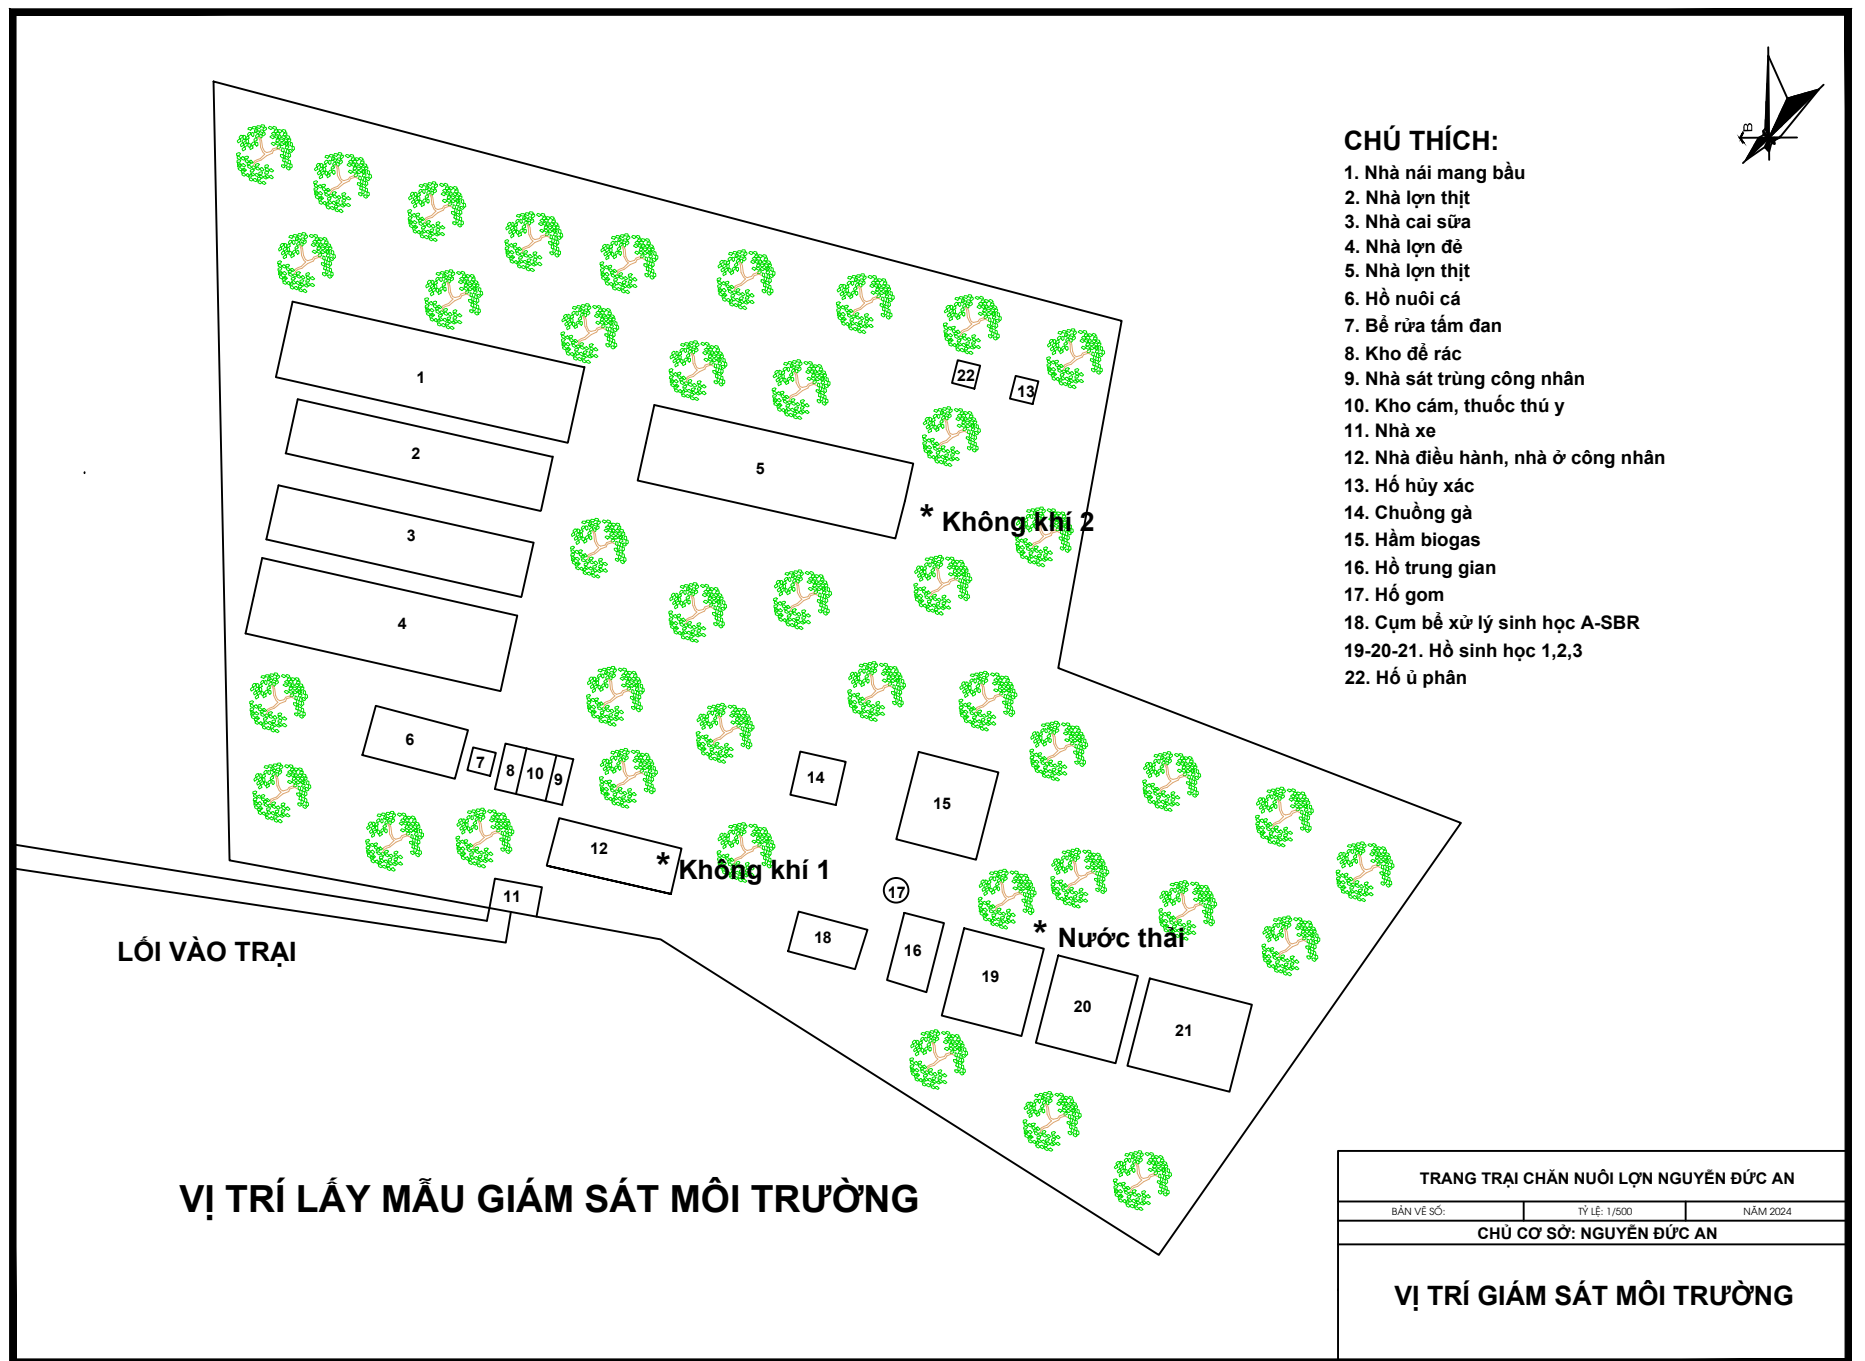 B
CHÚ THÍCH:
1. Nhà nái mang bầu
2. Nhà lợn thịt
3. Nhà cai sữa
4. Nhà lợn đẻ
5. Nhà lợn thịt
6. Hồ nuôi cá
7. Bể rửa tấm đan
8. Kho để rác
9. Nhà sát trùng công nhân
10. Kho cám, thuốc thú y
11. Nhà xe
12. Nhà điều hành, nhà ở công nhân
13. Hố hủy xác
14. Chuồng gà
15. Hầm biogas
16. Hồ trung gian
17. Hố gom
18. Cụm bể xử lý sinh học A-SBR
19-20-21. Hồ sinh học 1,2,3
22. Hố ủ phân
1
22
13
2
5
* Không khí 2
3
4
6
7
8
10
9
14
15
12
* Không khí 1
17
11
18
16
* Nước thải
19
20
21
LỐI VÀO TRẠI
VỊ TRÍ LẤY MẪU GIÁM SÁT MÔI TRƯỜNG
TRANG TRẠI CHĂN NUÔI LỢN NGUYỄN ĐỨC AN
BẢN VẼ SỐ: TỶ LỆ: 1/500 NĂM 2024
CHỦ CƠ SỞ: NGUYỄN ĐỨC AN
VỊ TRÍ GIÁM SÁT MÔI TRƯỜNG